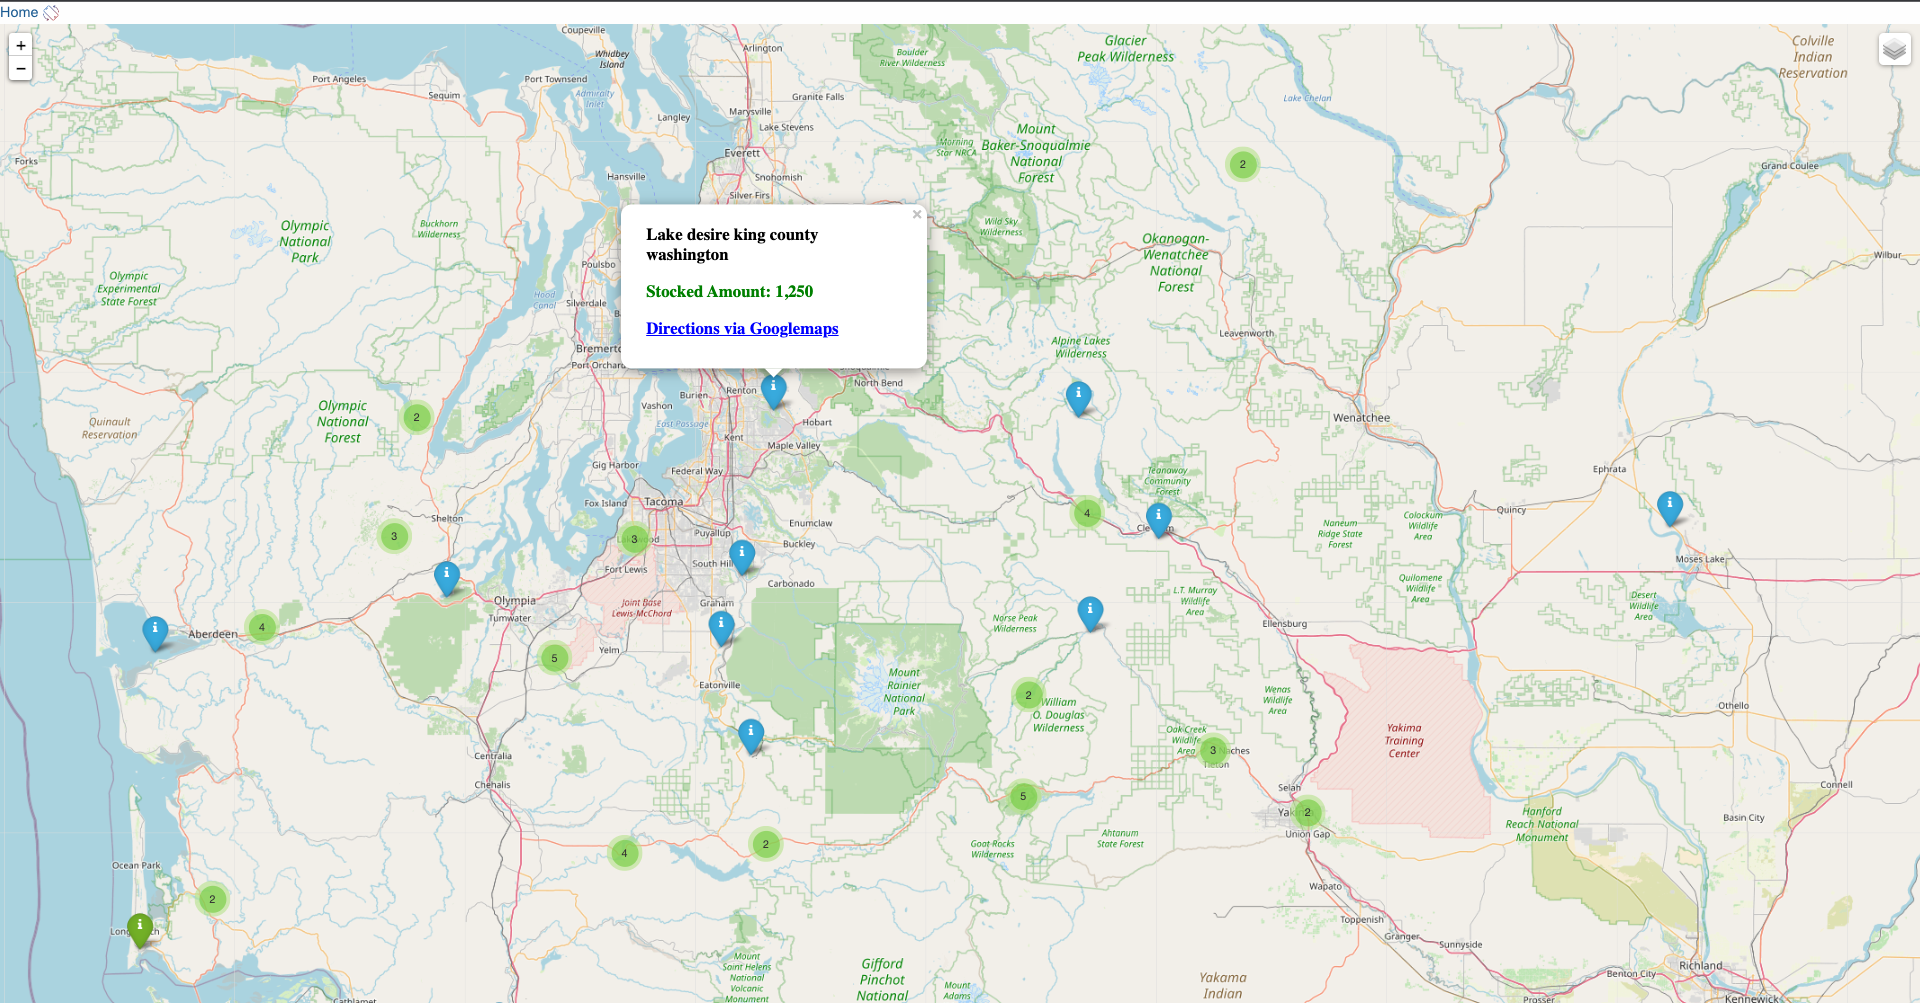 Home
+
−
Coupeville
Whidbey
Island
Arlington
Boulder
River Wilderness
Glacier
Peak Wilderness
Colville
Indian
Reservation
Port Angeles
Port Townsend
Sequim
Admiralty
Inlet
Granite Falls
Lake Chelan
Langley
Marysville
Lake Stevens
Mount
Baker-Snoqualmie
National
Forest
Morning
Star NRCA
Everett
Forks
Snohomish
2
Grand Coulee
Hansville
Silver Firs
Olympic
National
Park
Buckhorn
Wilderness
Wild Sky
Wilderness
×
Lake desire king county
washington
Stocked Amount: 1,250
Directions via Googlemaps
Okanogan-
Wenatchee
National
Forest
Wilbur
Poulsbo
Olympic
Experimental
State Forest
Hood
Canal
Silverdale
Leavenworth
Bremerto
Port Orchard
Alpine Lakes
Wilderness
North Bend
Renton
Burien
Vashon
East Passage
Hobart
Quinault
Reservation
Olympic
National
Forest
2
Wenatchee
Kent
Maple Valley
Gig Harbor
Federal Way
Ephrata
Teanaway
Community
Forest
Fox Island
Tacoma
Quincy
4
Shelton
Enumclaw
Puyallup
Cle
Naneum
Ridge State
Forest
Colockum
Wildlife
Area
3
3
Buckley
Moses Lake
South Hill
Fort Lewis
Carbonado
L.T. Murray
Wildlife
Area
Quilomene
Wildlife
Area
Desert
Wildlife
Area
Olympia
Tumwater
Joint Base
Lewis-McChord
Graham
Norse Peak
Wilderness
Ellensburg
Aberdeen
4
Yelm
5
Eatonville
Mount
Rainier
National
Park
2
William
O. Douglas
Wilderness
Wenas
Wildlife
Area
Othello
Yakima
Training
Center
Oak Creek
Wildlife
Area
3
Naches
Tieton
Centralia
Chehalis
Selah
Connell
5
2
Union Gap
Hanford
Reach National
Monument
Basin City
Ahtanum
State Forest
Goat Rocks
Wilderness
4
2
Ocean Park
Wapato
2
Toppenish
Granger
Sunnyside
Mount
Saint Helens
National
Volcanic
Monument
Gifford
Pinchot
National
Mount
Adams
Yakama
Indian
Benton City
Richland
Prosser
Kennewick
Cathlamet